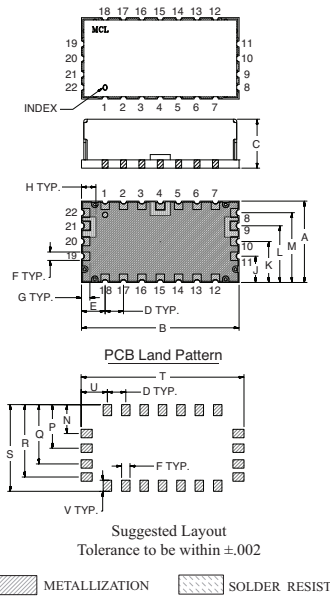 18 17 16 15 14 13 12
MCL
19 11
20 10
21 9
22 8
INDEX
1 2 3 4 5 6 7
C
H TYP.
1 2 3 4 5 6 7
22 8
21 9
20 10
19 11
F TYP.
G TYP.
J K L M A
18 17 16 15 14 13 12
E D TYP.
B
PCB Land Pattern
T
U D TYP.
S R Q P N
F TYP.
V TYP.
Suggested Layout
Tolerance to be within ±.002
METALLIZATION SOLDER RESIST